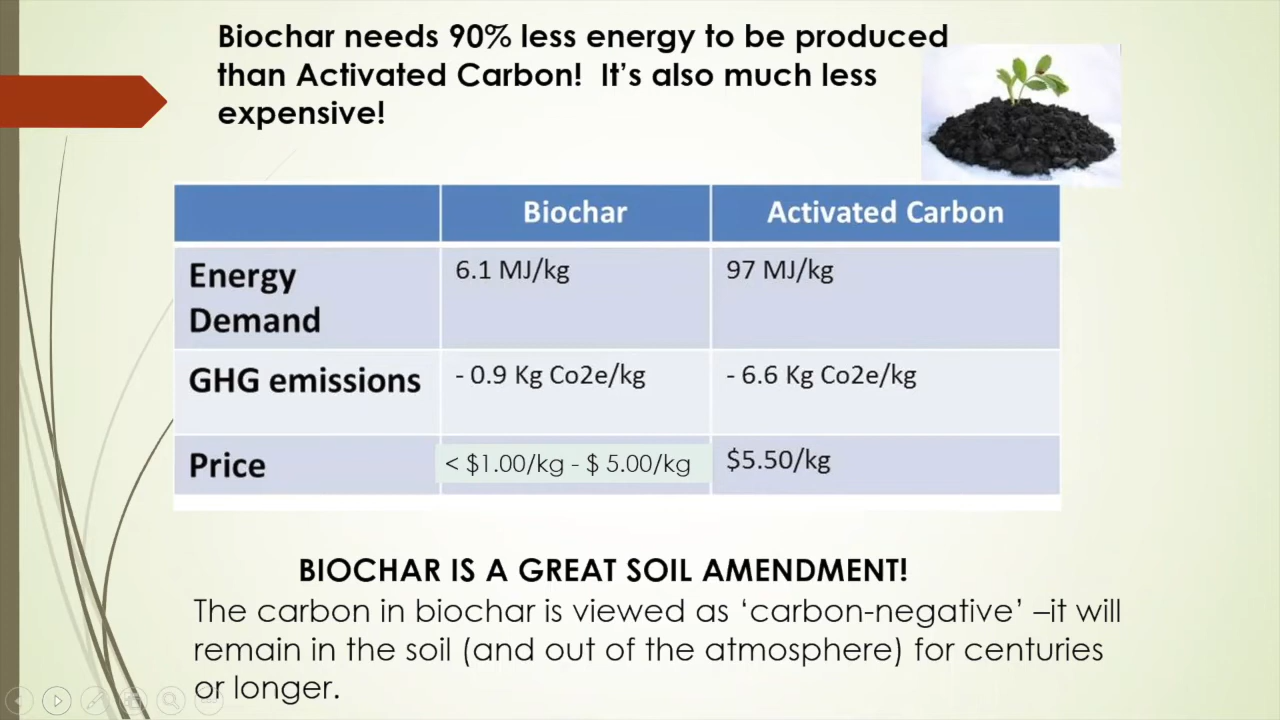 Biochar needs 90% less energy to be produced
than Activated Carbon!  It’s also much less
expensive!
Biochar Activated Carbon
Energy Demand 6.1 MJ/kg 97 MJ/kg
GHG emissions - 0.9 Kg Co2e/kg - 6.6 Kg Co2e/kg
Price < $1.00/kg - $ 5.00/kg $5.50/kg
BIOCHAR IS A GREAT SOIL AMENDMENT!
The carbon in biochar is viewed as ‘carbon-negative’ –it will
remain in the soil (and out of the atmosphere) for centuries
or longer.